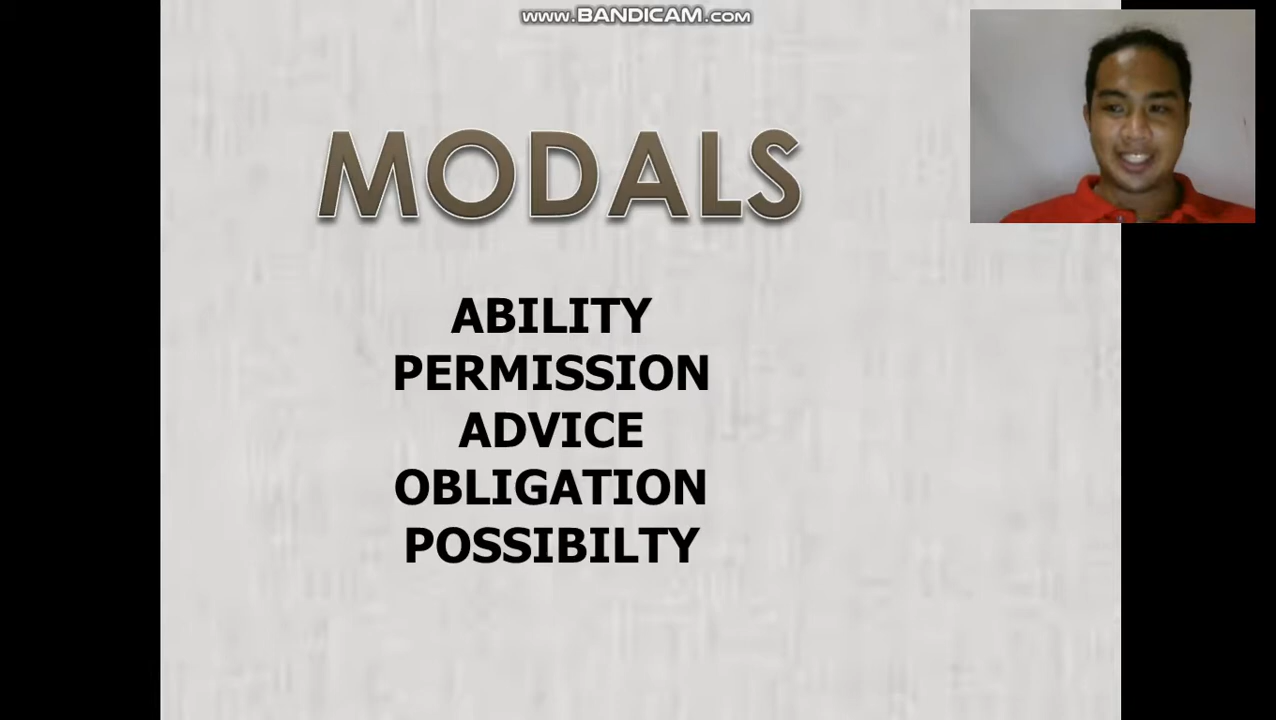 www.BANDICAM.com
MODALS
ABILITY
PERMISSION
ADVICE
OBLIGATION
POSSIBILTY